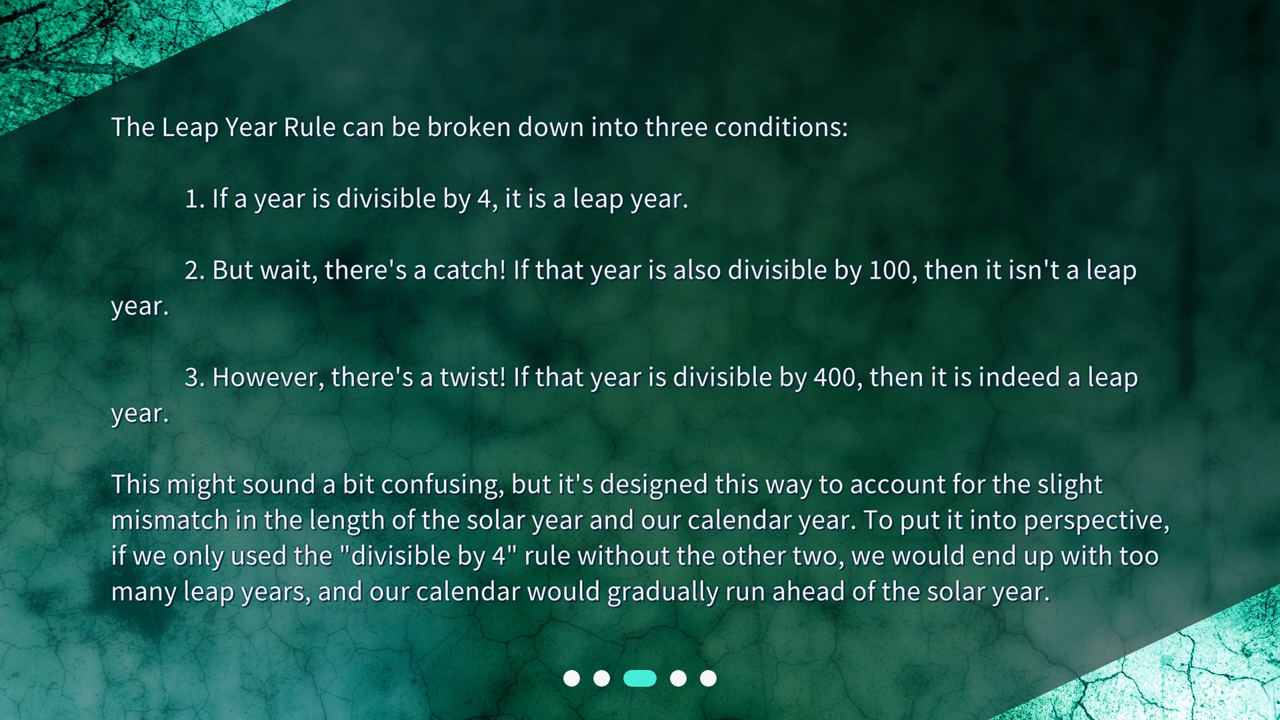 The Leap Year Rule can be broken down into three conditions:
1. If a year is divisible by 4, it is a leap year.
2. But wait, there's a catch! If that year is also divisible by 100, then it isn't a leap
year.
3. However, there's a twist! If that year is divisible by 400, then it is indeed a leap
year.
This might sound a bit confusing, but it's designed this way to account for the slight
mismatch in the length of the solar year and our calendar year. To put it into perspective,
if we only used the "divisible by 4" rule without the other two, we would end up with too
many leap years, and our calendar would gradually run ahead of the solar year.